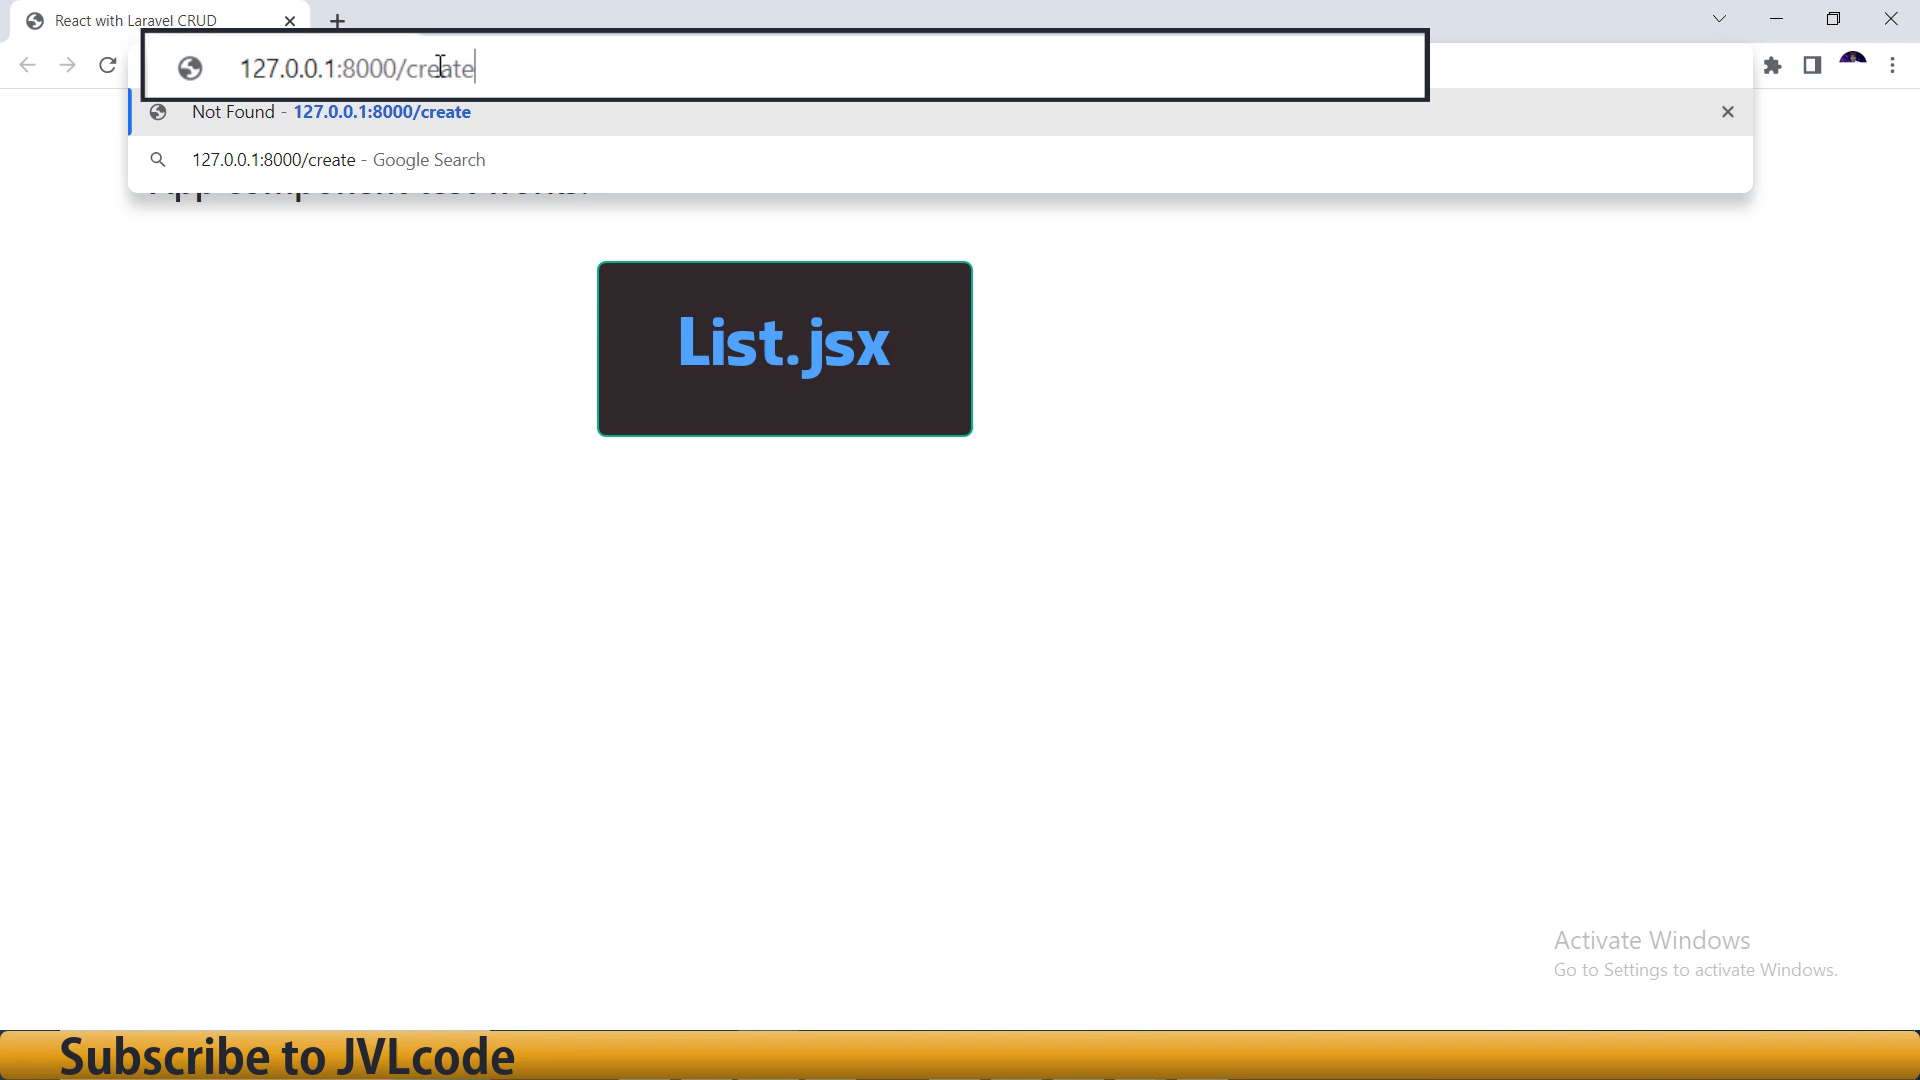 React with Laravel CRUD
127.0.0.1:8000/create
Not Found - 127.0.0.1:8000/create
127.0.0.1:8000/create - Google Search
List.jsx
Activate Windows
Go to Settings to activate Windows.
Subscribe to JVLcode